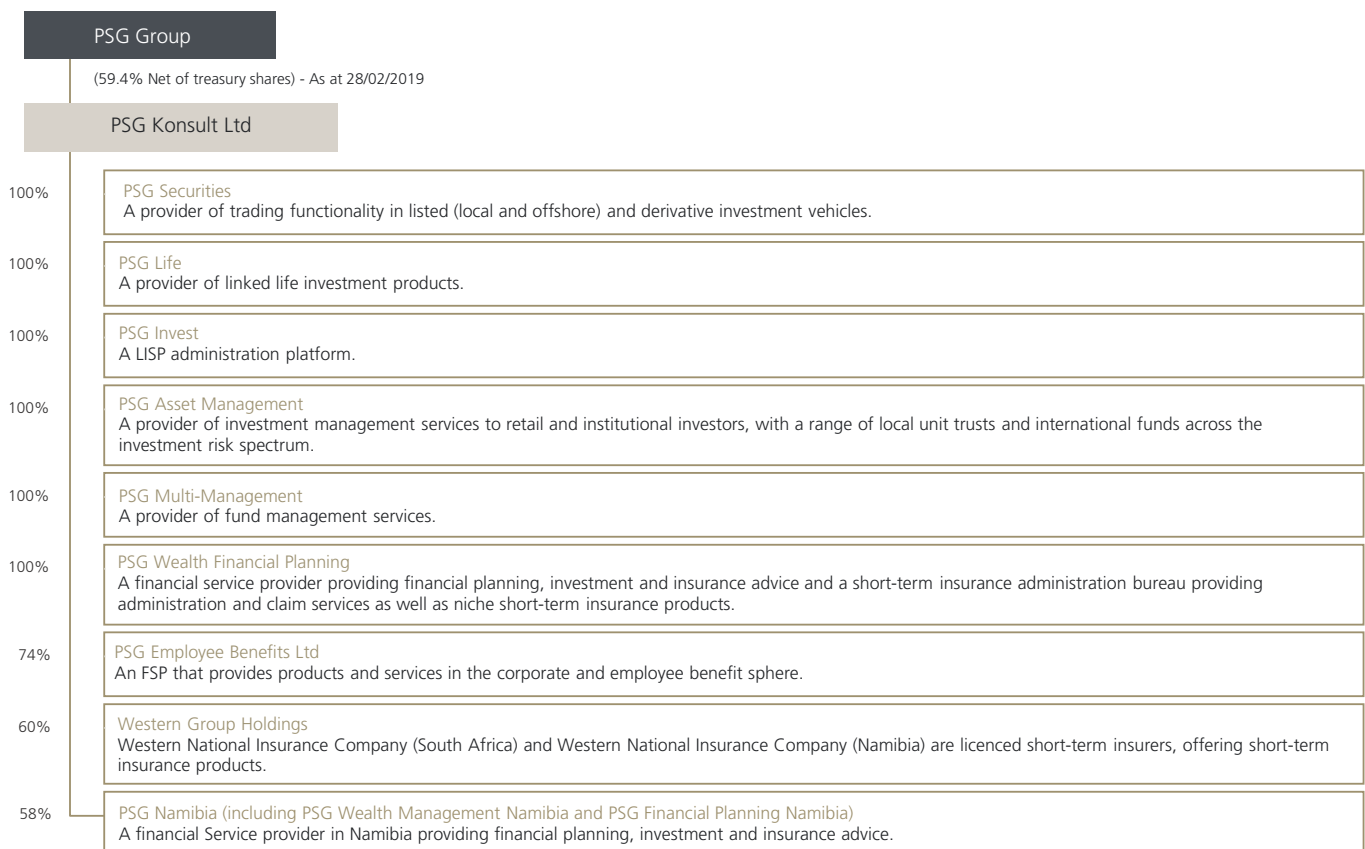 PSG Group
(59.4% Net of treasury shares) - As at 28/02/2019
PSG Konsult Ltd
100%
PSG Securities
A provider of trading functionality in listed (local and offshore) and derivative investment vehicles.
100%
PSG Life
A provider of linked life investment products.
100%
PSG Invest
A LISP administration platform.
100%
PSG Asset Management
A provider of investment management services to retail and institutional investors, with a range of local unit trusts and international funds across the
investment risk spectrum.
100%
PSG Multi-Management
A provider of fund management services.
100%
PSG Wealth Financial Planning
A financial service provider providing financial planning, investment and insurance advice and a short-term insurance administration bureau providing
administration and claim services as well as niche short-term insurance products.
74%
PSG Employee Benefits Ltd
An FSP that provides products and services in the corporate and employee benefit sphere.
60%
Western Group Holdings
Western National Insurance Company (South Africa) and Western National Insurance Company (Namibia) are licenced short-term insurers, offering short-term
insurance products.
58%
PSG Namibia (including PSG Wealth Management Namibia and PSG Financial Planning Namibia)
A financial Service provider in Namibia providing financial planning, investment and insurance advice.